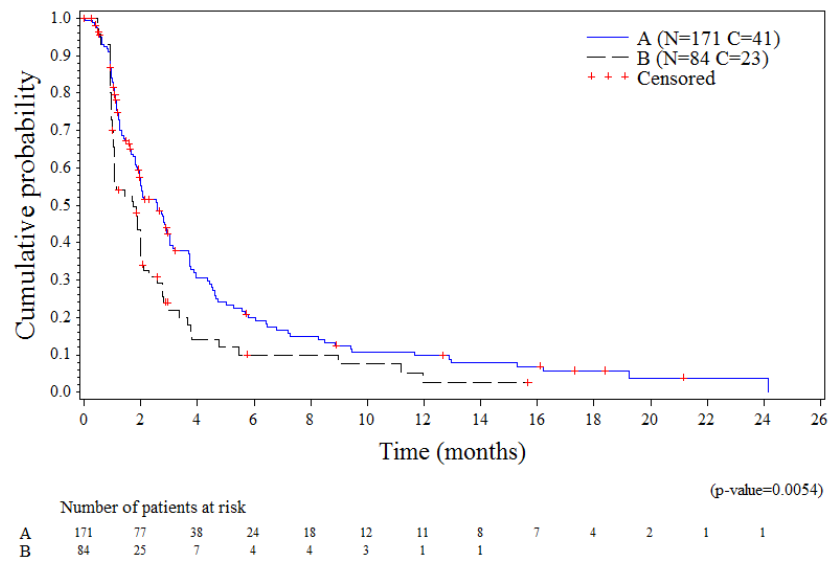 Cumulative probability
1.0
0.9
0.8
0.7
0.6
0.5
0.4
0.3
0.2
0.1
0.0
A (N=171 C=41)
B (N=84 C=23)
Censored
0 2 4 6 8 10 12 14 16 18 20 22 24 26
Time (months)
(p-value=0.0054)
Number of patients at risk
A 171 77 38 24 18 12 11 8 7 4 2 1 1
B 84 25 7 4 4 3 1 1